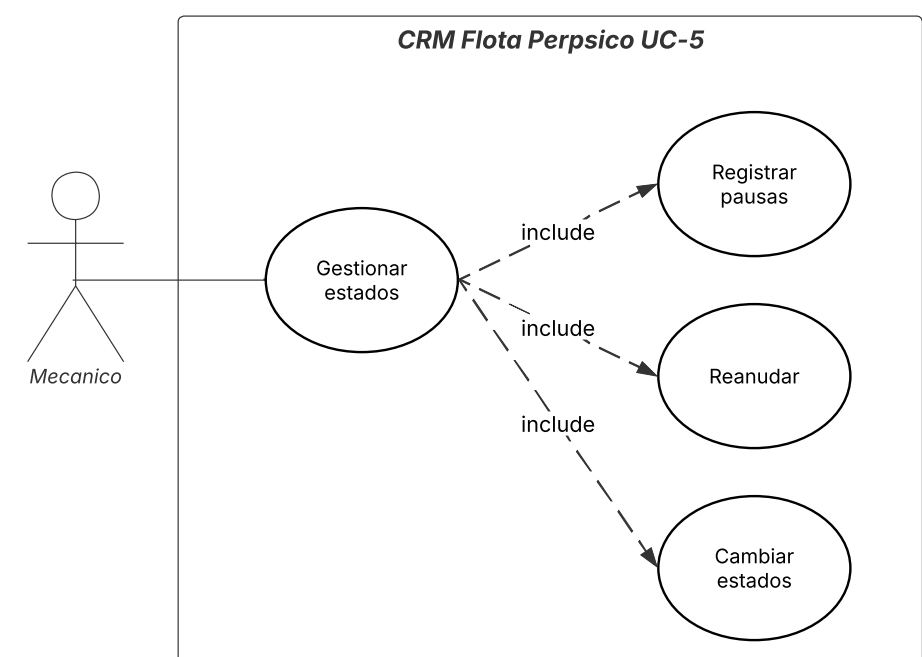 CRM Flota Perpsico UC-5
Registrar
pausas
include
Gestionar
estados
include
Reanudar
Mecanico
include
Cambiar
estados